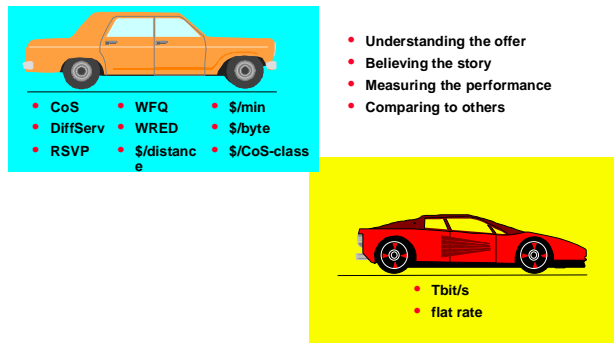 CoS
DiffServ
RSVP
WFQ
WRED
$/distanc
e
$/min
$/byte
$/CoS-class
Understanding the offer
Believing the story
Measuring the performance
Comparing to others
Tbit/s
flat rate